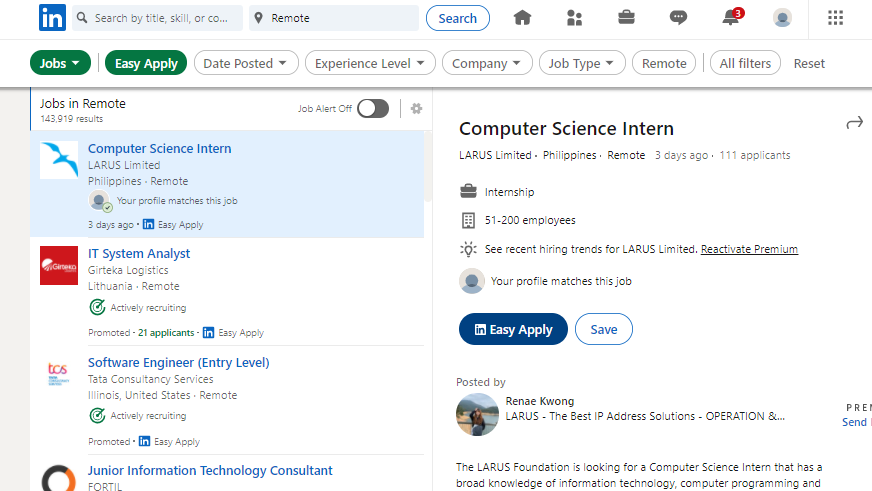 in
Search by title, skill, or co...
Remote
Search
3
Jobs
Easy Apply
Date Posted
Experience Level
Company
Job Type
Remote
All filters
Reset
Jobs in Remote
143,919 results
Job Alert Off
Computer Science Intern
LARUS Limited
Philippines · Remote
Your profile matches this job
3 days ago • in Easy Apply
Girteka
IT System Analyst
Girteka Logistics
Lithuania · Remote
Actively recruiting
Promoted · 21 applicants · in Easy Apply
tcs
Software Engineer (Entry Level)
Tata Consultancy Services
Illinois, United States · Remote
Actively recruiting
Promoted • in Easy Apply
Junior Information Technology Consultant
FORTIL
Computer Science Intern
LARUS Limited · Philippines · Remote 3 days ago · 111 applicants
Internship
51-200 employees
See recent hiring trends for LARUS Limited. Reactivate Premium
Your profile matches this job
in Easy Apply
Save
Posted by
Renae Kwong
LARUS - The Best IP Address Solutions - OPERATION &...
PREM
Send
The LARUS Foundation is looking for a Computer Science Intern that has a
broad knowledge of information technology, computer programming and